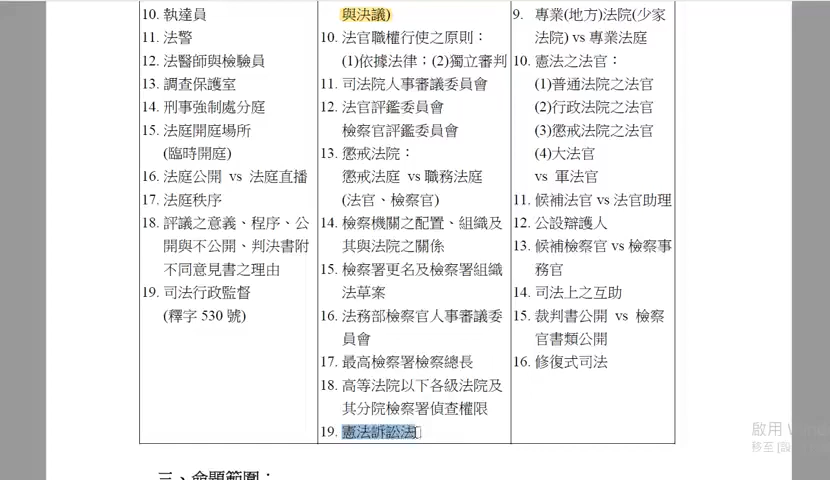 10. 執達員
11. 法警
12. 法醫師與檢驗員
13. 調查保護室
14. 刑事強制處分庭
15. 法庭開庭場所
(臨時開庭)
16. 法庭公開 vs 法庭直播
17. 法庭秩序
18. 評議之意義、程序、公
開與不公開、判決書附
不同意見書之理由
19. 司法行政監督
(釋字 530 號)
與決議)
10. 法官職權行使之原則：
(1)依據法律；(2)獨立審判
11. 司法院人事審議委員會
12. 法官評鑑委員會
檢察官評鑑委員會
13. 懲戒法院：
懲戒法庭 vs 職務法庭
(法官、檢察官)
14. 檢察機關之配置、組織及
其與法院之關係
15. 檢察署更名及檢察署組織
法草案
16. 法務部檢察官人事審議委
員會
17. 最高檢察署檢察總長
18. 高等法院以下各級法院及
其分院檢察署偵查權限
19. 憲法訴訟法
9. 專業(地方)法院(少家
法院) vs 專業法庭
10. 憲法之法官：
(1)普通法院之法官
(2)行政法院之法官
(3)懲戒法院之法官
(4)大法官
vs 軍法官
11. 候補法官 vs 法官助理
12. 公設辯護人
13. 候補檢察官 vs 檢察事
務官
14. 司法上之互助
15. 裁判書公開 vs 檢察
官書類公開
16. 修復式司法
三、命題範圍：
啟用 Wind
移至 [設